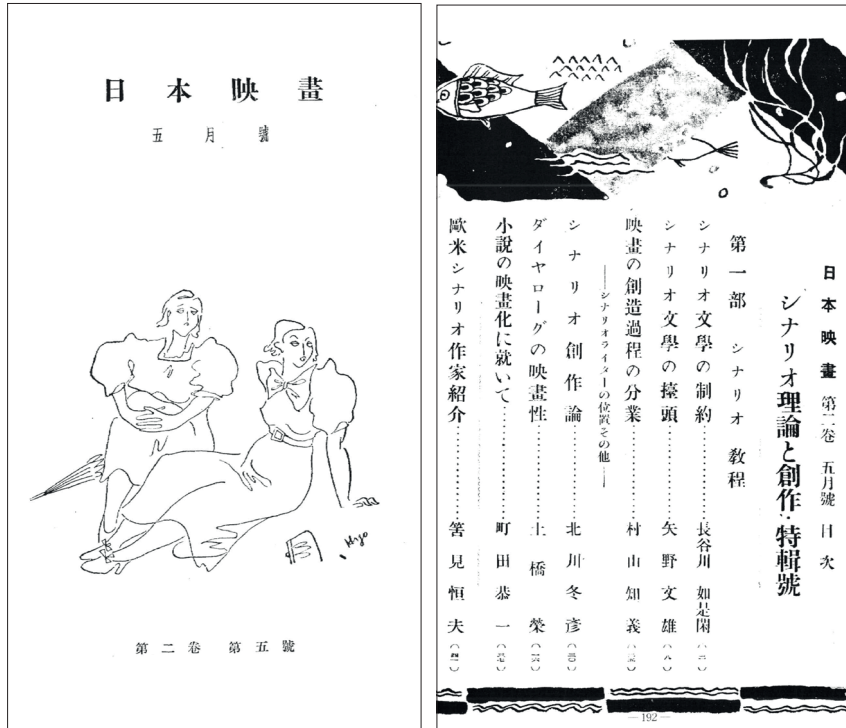 日本映畫
五月號
第二卷 第五號
日本映畫 第二卷 五月號 目次
シナリオ理論と創作・特輯號
第一部 シナリオ教程
シナリオ文學の制約…………長谷川如是閑
シナリオ文學の擡頭…………矢野文雄
映畫の創造過程の分業…………村山知義
――シナリオライターの位置その他――
シナリオ創作論…………北川冬彥
ダイヤローグの映畫性…………土橋榮
小說の映畫化に就いて…………町田恭一
歐米シナリオ作家紹介…………筈見恒夫
— 192 —